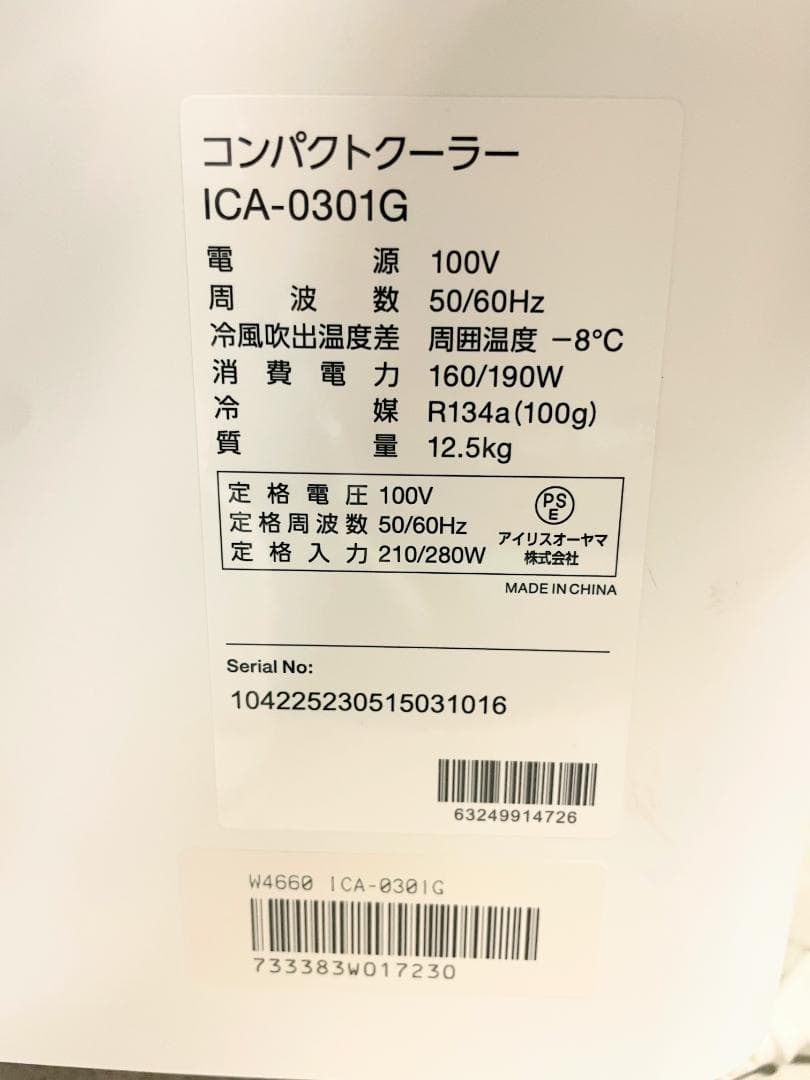 コンパクトクーラー
ICA-0301G
電源 100V
周波数 50/60Hz
冷風吹出温度差 周囲温度 −8℃
消費電力 160/190W
冷媒 R134a(100g)
質量 12.5kg
定格電圧 100V
定格周波数 50/60Hz
定格入力 210/280W
PS
E
アイリスオーヤマ
株式会社
MADE IN CHINA
Serial No:
104225230515031016
63249914726
W4660 ICA-0301G
733383W017230